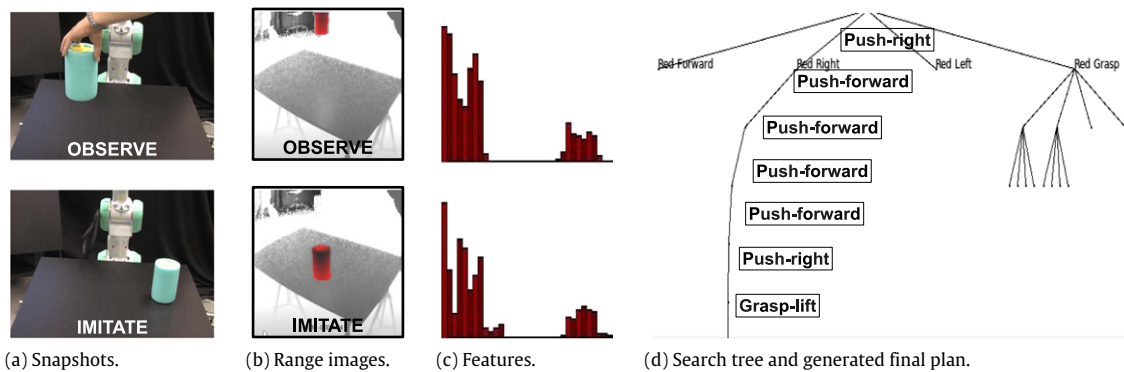 OBSERVE
IMITATE
(a) Snapshots.
OBSERVE
IMITATE
(b) Range images.
(c) Features.
Push-right
Red Forward
Red Right
Red Left
Red Grasp
Push-forward
Push-forward
Push-forward
Push-forward
Push-right
Grasp-lift
(d) Search tree and generated final plan.